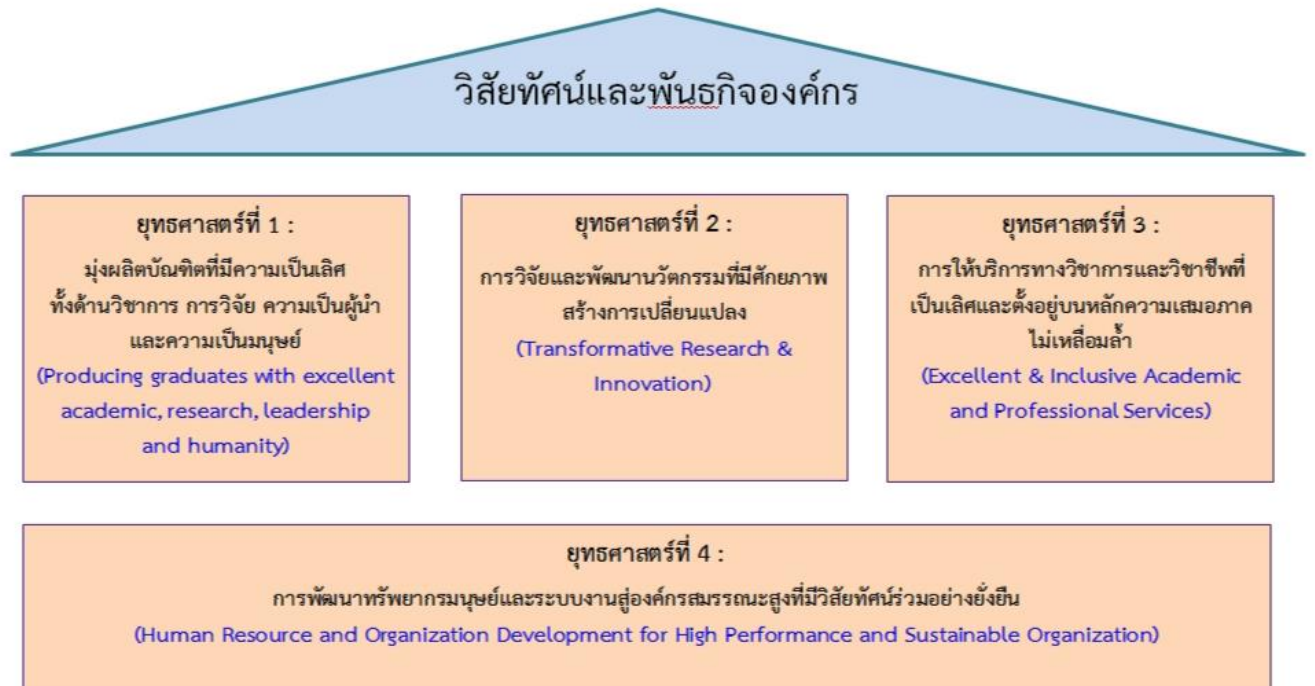 วิสัยทัศน์และพันธกิจองค์กร
ยุทธศาสตร์ที่ 1 :
มุ่งผลิตบัณฑิตที่มีความเป็นเลิศ
ทั้งด้านวิชาการ การวิจัย ความเป็นผู้นำ
และความเป็นมนุษย์
(Producing graduates with excellent
academic, research, leadership
and humanity)
ยุทธศาสตร์ที่ 2 :
การวิจัยและพัฒนานวัตกรรมที่มีศักยภาพ
สร้างการเปลี่ยนแปลง
(Transformative Research &
Innovation)
ยุทธศาสตร์ที่ 3 :
การให้บริการทางวิชาการและวิชาชีพที่
เป็นเลิศและตั้งอยู่บนหลักความเสมอภาค
ไม่เหลื่อมล้ำ
(Excellent & Inclusive Academic
and Professional Services)
ยุทธศาสตร์ที่ 4 :
การพัฒนาทรัพยากรมนุษย์และระบบงานสู่องค์กรสมรรถนะสูงที่มีวิสัยทัศน์ร่วมอย่างยั่งยืน
(Human Resource and Organization Development for High Performance and Sustainable Organization)